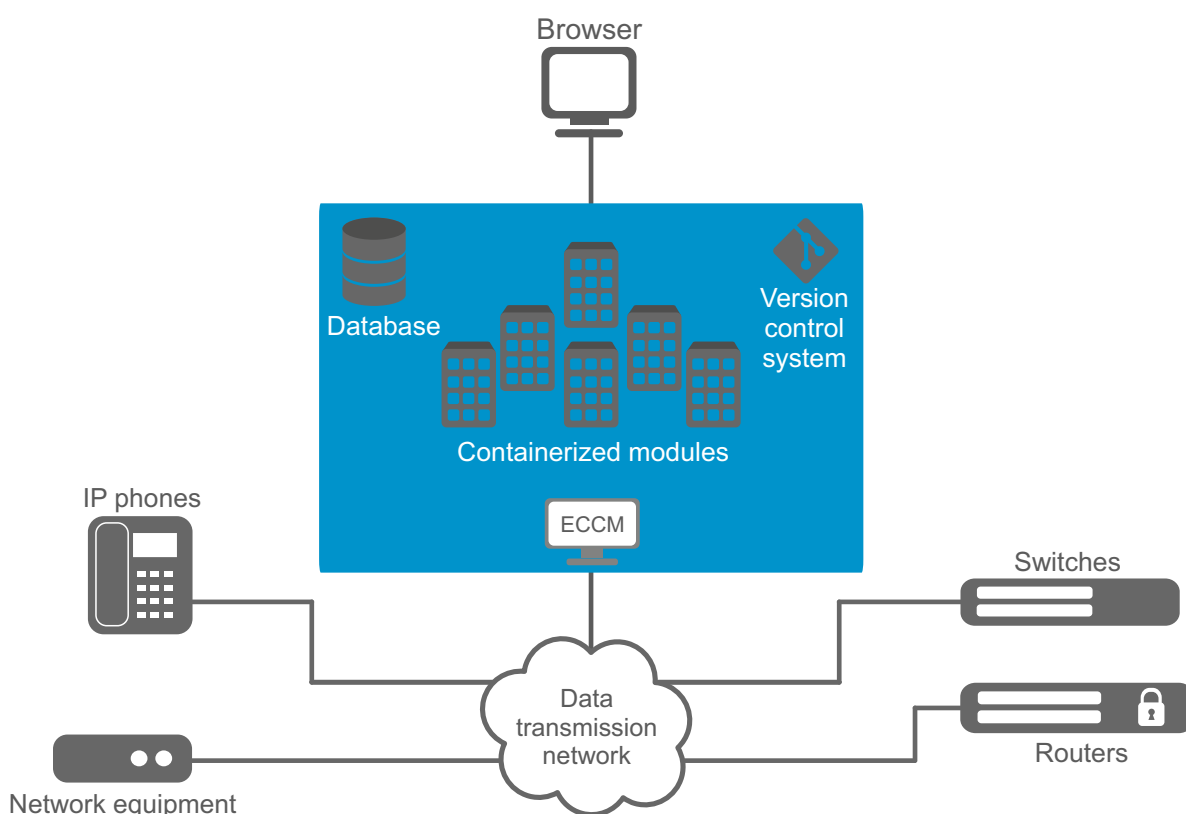 Browser
Database
Version
control
system
Containerized modules
ECCM
IP phones
Switches
Data
transmission
network
Routers
Network equipment